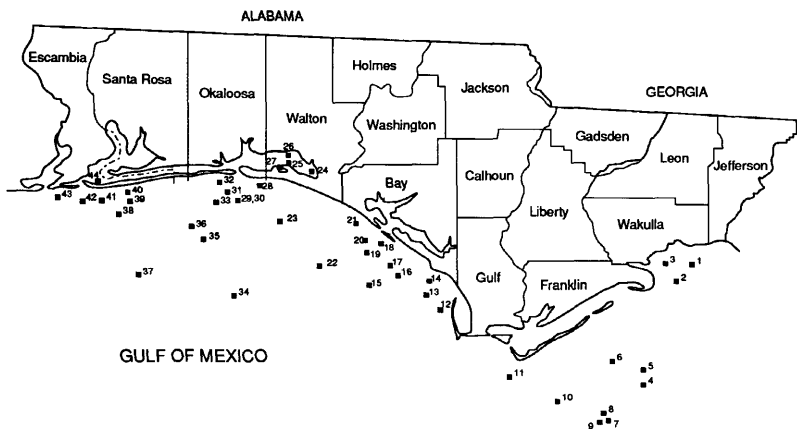 ALABAMA
Escambia
Santa Rosa
Okaloosa
Walton
Holmes
Jackson
GEORGIA
Washington
Gadsden
Leon
Jefferson
Bay
Calhoun
Liberty
Wakulla
Gulf
Franklin
26
27
25
24
44
43
42
41
40
39
38
32
31
33
29,30
28
23
21
36
35
20
18
19
22
17
16
15
14
13
12
37
34
3
1
2
GULF OF MEXICO
6
5
4
11
10
8
9
7